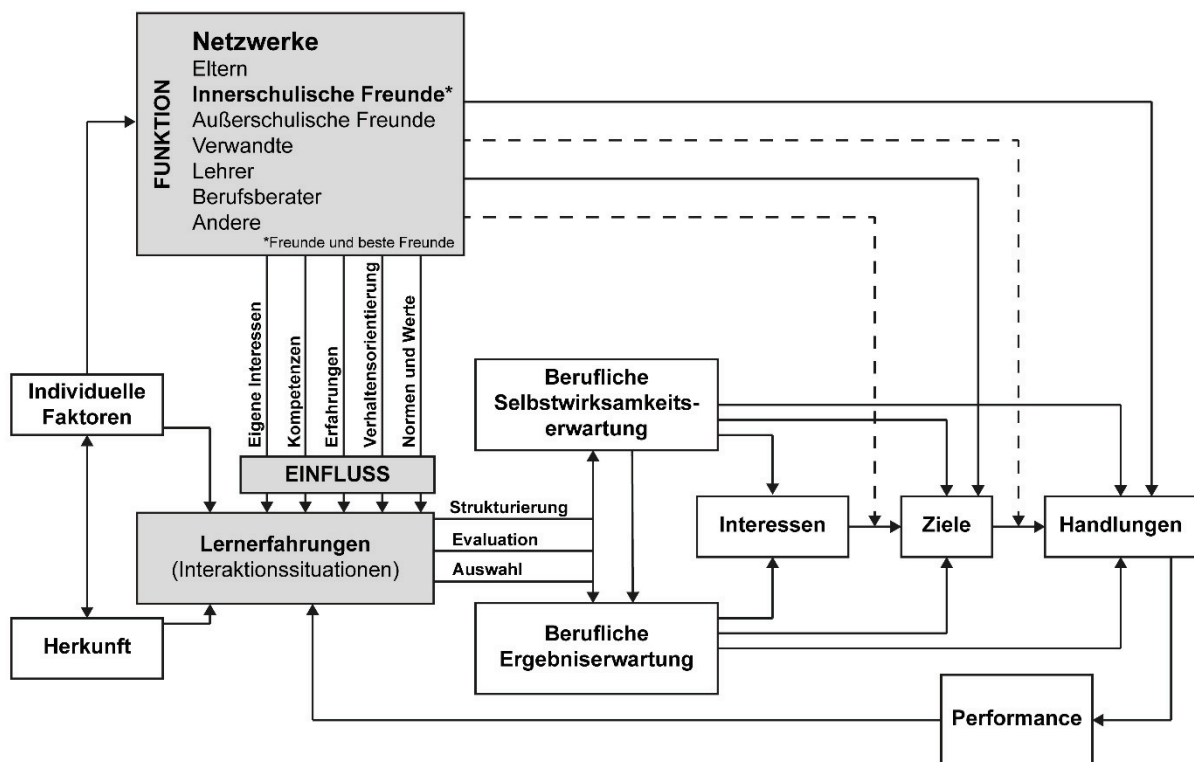 FUNKTION
Netzwerke
Eltern
Innerschulische Freunde*
Außerschulische Freunde
Verwandte
Lehrer
Berufsberater
Andere
*Freunde und beste Freunde
Eigene Interessen
Kompetenzen
Erfahrungen
Verhaltensorientierung
Normen und Werte
Individuelle
Faktoren
EINFLUSS
Lernerfahrungen
(Interaktionssituationen)
Herkunft
Strukturierung
Evaluation
Auswahl
Berufliche
Selbstwirksamkeits-
erwartung
Berufliche
Ergebniserwartung
Interessen
Ziele
Handlungen
Performance